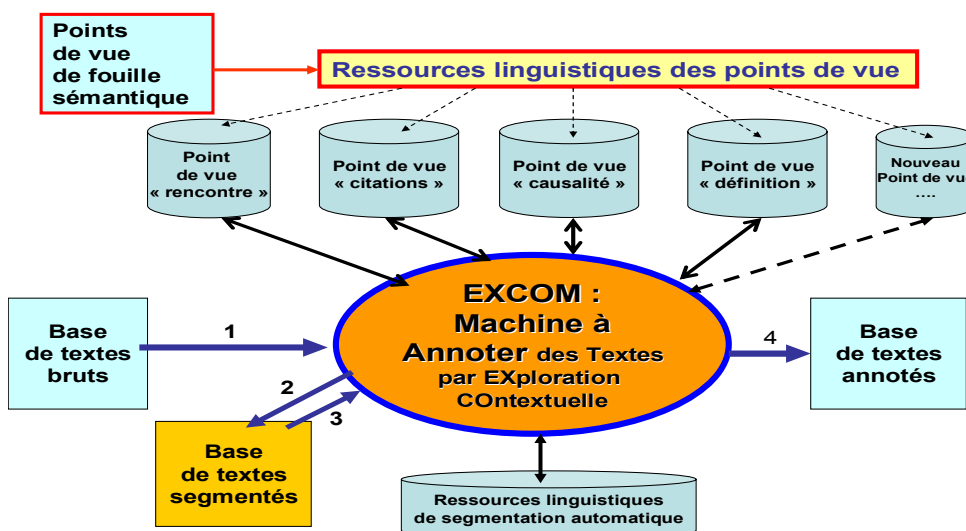 Points
de vue
de fouille
sémantique
Ressources linguistiques des points de vue
Point
de vue
« rencontre »
Point de vue
« citations »
Point de vue
« causalité »
Point de vue
« définition »
Nouveau
Point de vue
....
EXCOM :
Machine à
Annoter des Textes
par EXploration
COntextuelle
Base
de textes
bruts
1
2
3
4
Base
de textes
annotés
Base
de textes
segmentés
Ressources linguistiques
de segmentation automatique